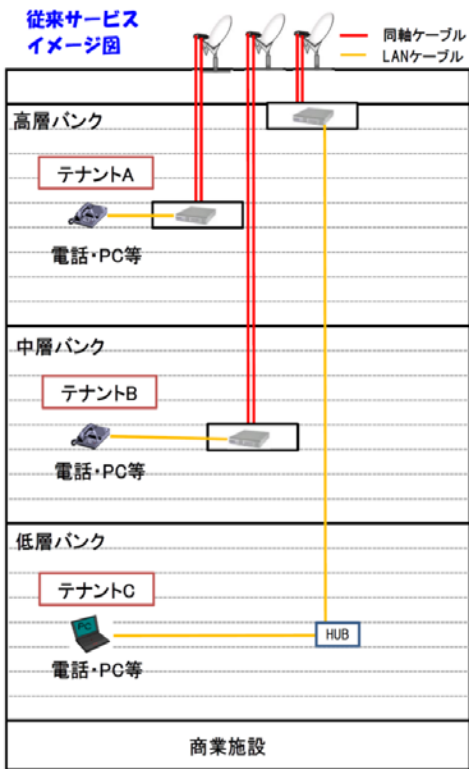 従来サービス
イメージ図
同軸ケーブル
LANケーブル
高層バンク
テナントA
電話・PC等
中層バンク
テナントB
電話・PC等
低層バンク
テナントC
PC
HUB
電話・PC等
商業施設